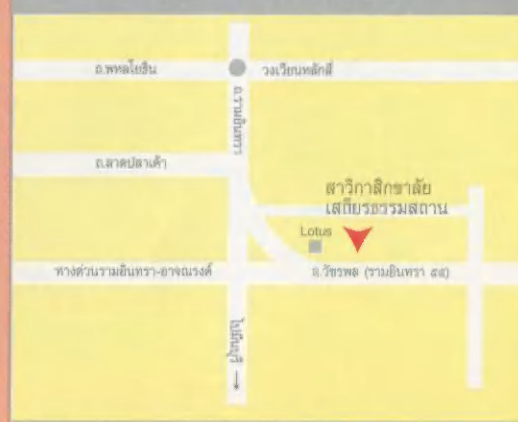 ถ.พหลโยธิน
วงเวียนหลักสี่
ถ.รามอินทรา
ถ.ลาดปลาเค้า
สาวิกาสิกขาลัย
เสถียรธรรมสถาน
Lotus
ทางด่วนรามอินทรา-อาจณรงค์
ถ.วัชรพล (รามอินทรา ๕๕)
ไปมีนบุรี